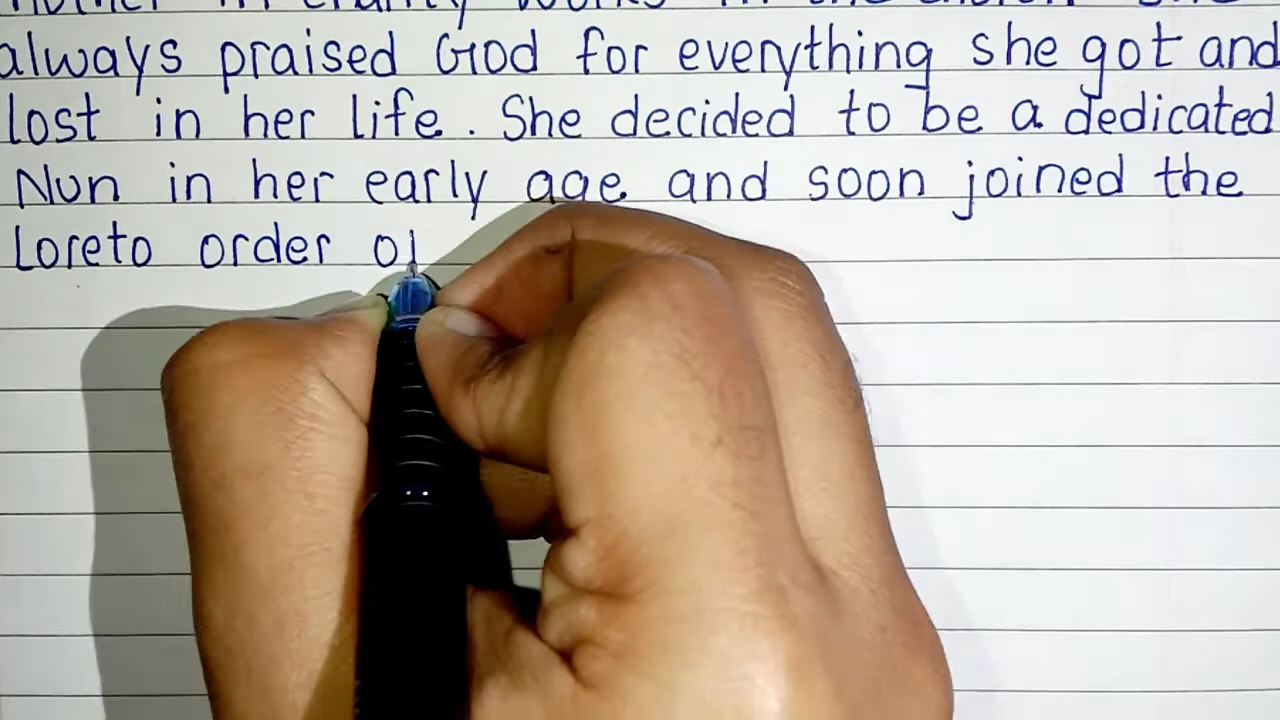 always praised God for everything she got and
lost in her life. She decided to be a dedicated
Nun in her early age and soon joined the
Loreto order